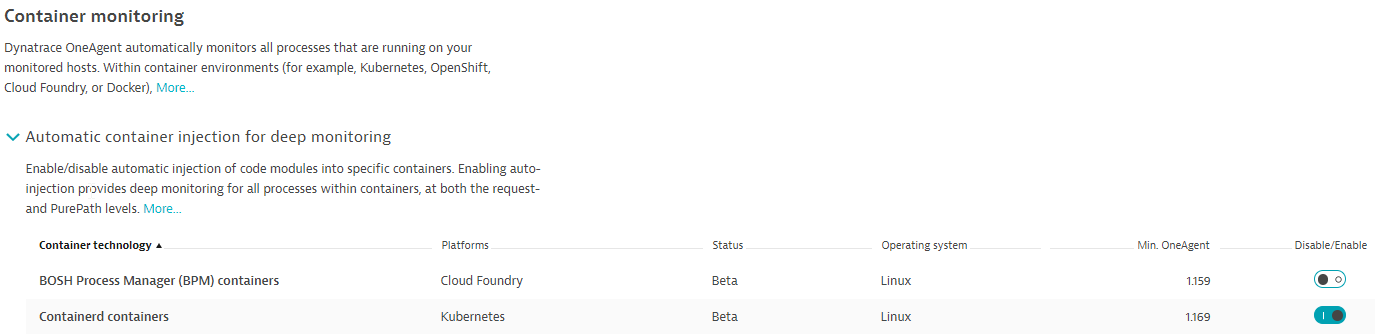 Container monitoring
Dynatrace OneAgent automatically monitors all processes that are running on your
monitored hosts. Within container environments (for example, Kubernetes, OpenShift,
Cloud Foundry, or Docker), More...
Automatic container injection for deep monitoring
Enable/disable automatic injection of code modules into specific containers. Enabling auto-
injection provides deep monitoring for all processes within containers, at both the request-
and PurePath levels. More...
Container technology ▲ Platforms Status Operating system Min. OneAgent Disable/Enable
BOSH Process Manager (BPM) containers Cloud Foundry Beta Linux 1.159
Containerd containers Kubernetes Beta Linux 1.169